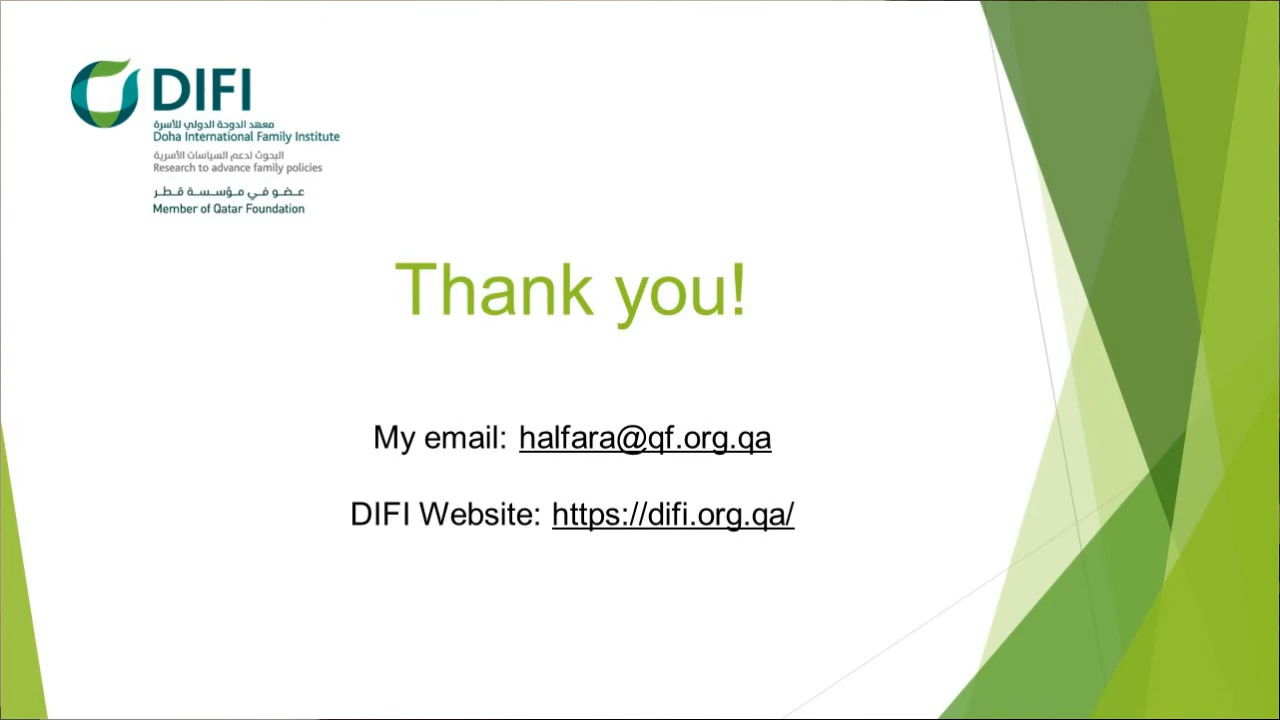 DIFI
معهد الدوحة الدولي للأسرة
Doha International Family Institute
البحوث لدعم السياسات الأسرية
Research to advance family policies
عضو في مؤسسة قطر
Member of Qatar Foundation
Thank you!
My email: halfara@qf.org.qa
DIFI Website: https://difi.org.qa/